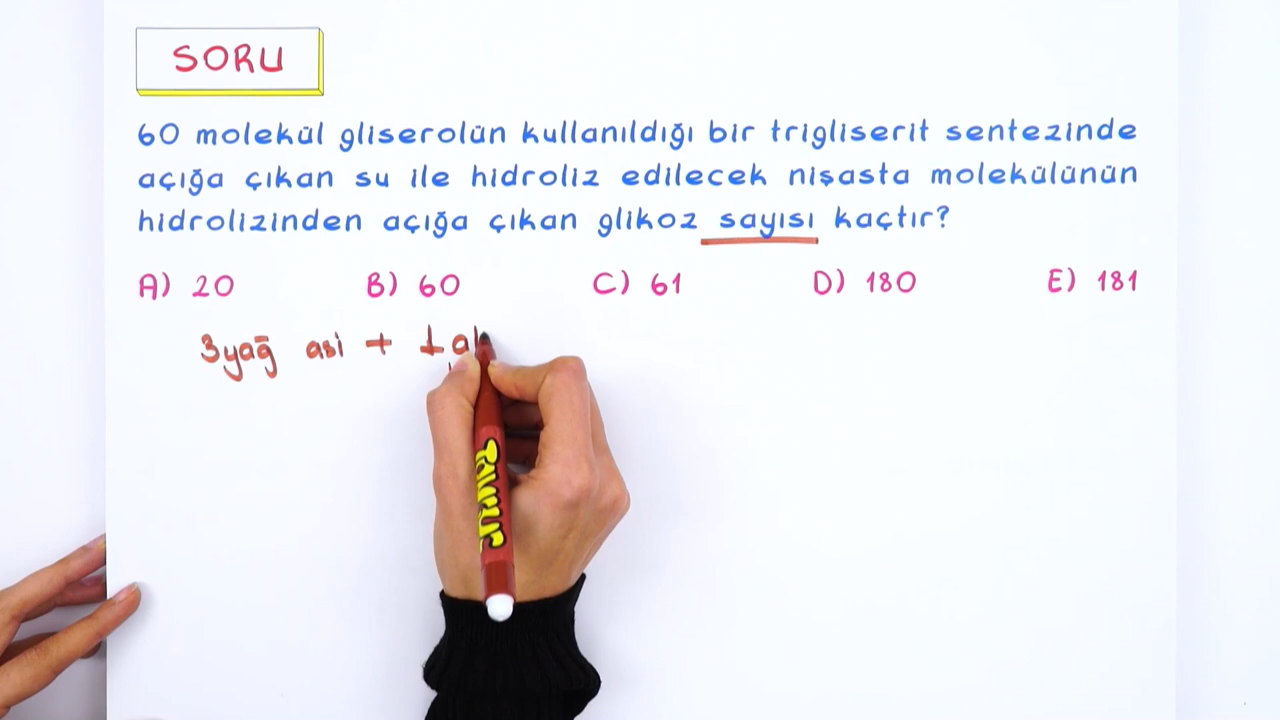 SORU
60 molekül gliserolün kullanıldığı bir trigliserit sentezinde
açığa çıkan su ile hidroliz edilecek nişasta molekülünün
hidrolizinden açığa çıkan glikoz sayısı kaçtır?
A) 20 B) 60 C) 61 D) 180 E) 181
3yağ asi + 1